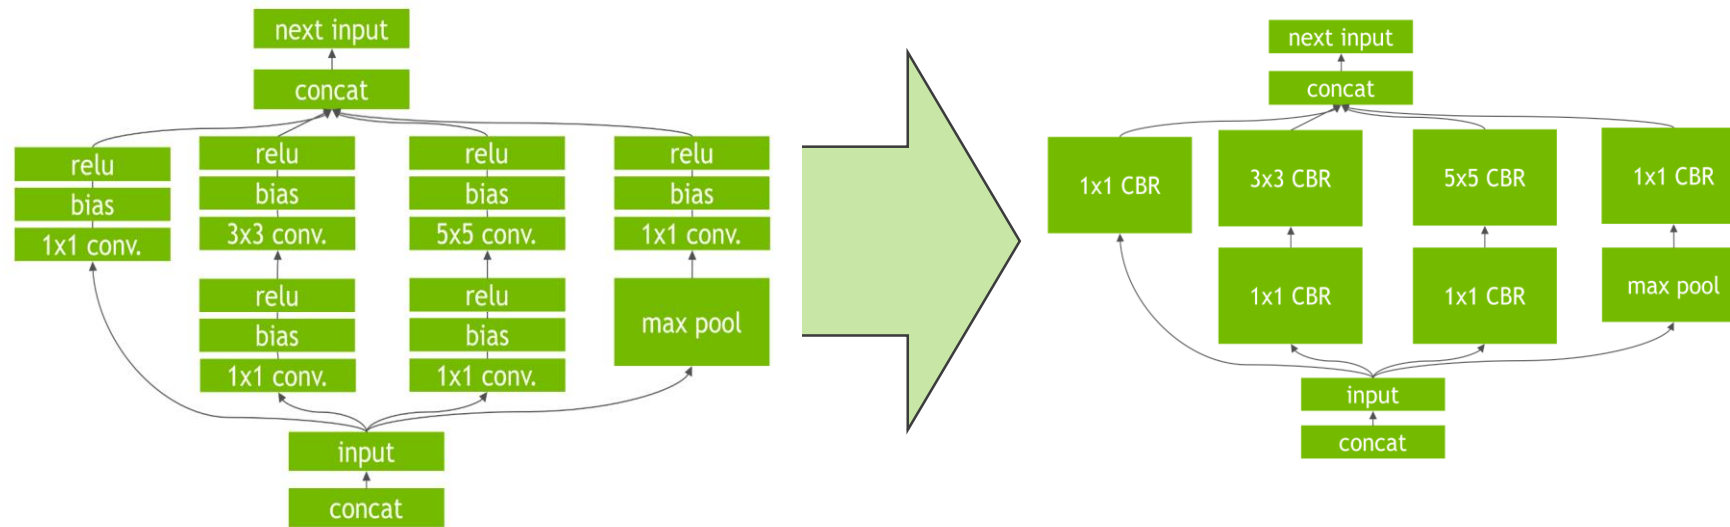 next input
concat
relu
bias
1x1 conv.
relu
bias
3x3 conv.
relu
bias
1x1 conv.
relu
bias
5x5 conv.
relu
bias
1x1 conv.
relu
bias
1x1 conv.
max pool
input
concat
next input
concat
1x1 CBR
3x3 CBR
1x1 CBR
5x5 CBR
1x1 CBR
1x1 CBR
max pool
input
concat